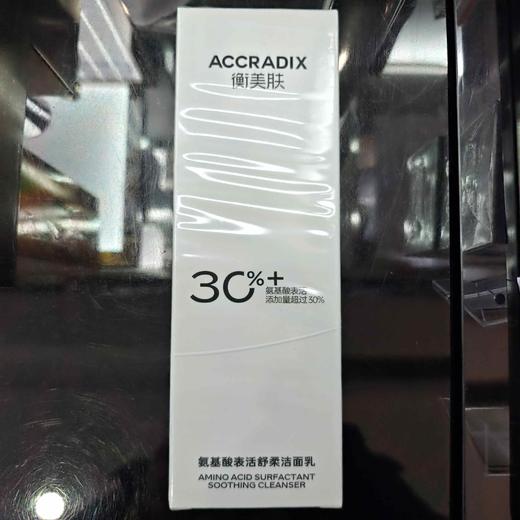 ACCRADIX
衡美肤
30%+
氨基酸表活
添加量超过30%
氨基酸表活舒柔洁面乳
AMINO ACID SURFACTANT
SOOTHING CLEANSER